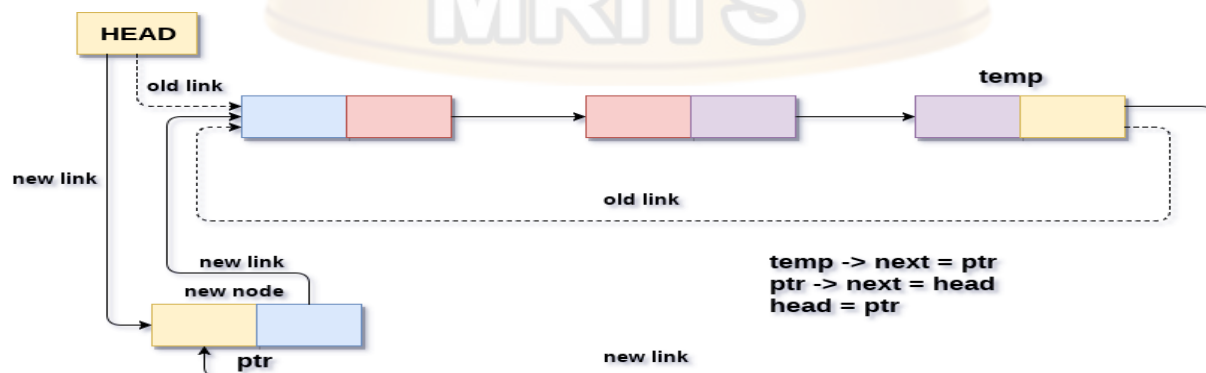 MRITS
HEAD
old link
temp
new link
old link
new link
new node
temp -> next = ptr
ptr -> next = head
head = ptr
ptr
new link